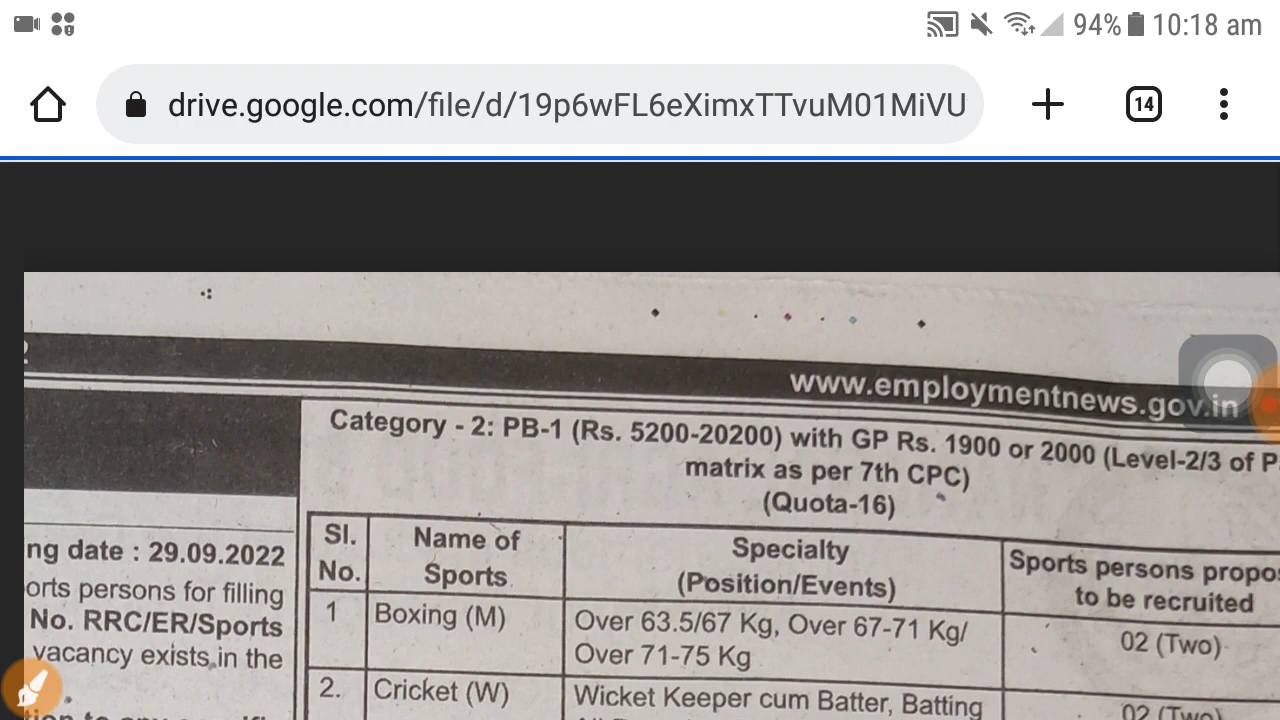 94% 10:18 am
drive.google.com/file/d/19p6wFL6eXimxTTvuM01MiVU
14
www.employmentnews.gov.in
Category - 2: PB-1 (Rs. 5200-20200) with GP Rs. 1900 or 2000 (Level-2/3 of
matrix as per 7th CPC)
(Quota-16)
ng date : 29.09.2022
orts persons for filling
No. RRC/ER/Sports
vacancy exists in the
Sl. No.
Name of Sports
Specialty
(Position/Events)
Sports persons propo
to be recruited
1 Boxing (M) Over 63.5/67 Kg, Over 67-71 Kg/
Over 71-75 Kg
02 (Two)
2. Cricket (W) Wicket Keeper cum Batter, Batting
02 (Two)